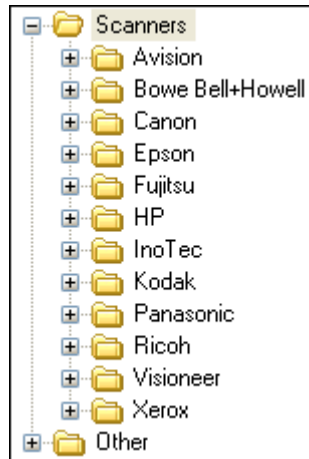 Scanners
Avision
Bowe Bell+Howell
Canon
Epson
Fujitsu
HP
InoTec
Kodak
Panasonic
Ricoh
Visioneer
Xerox
Other